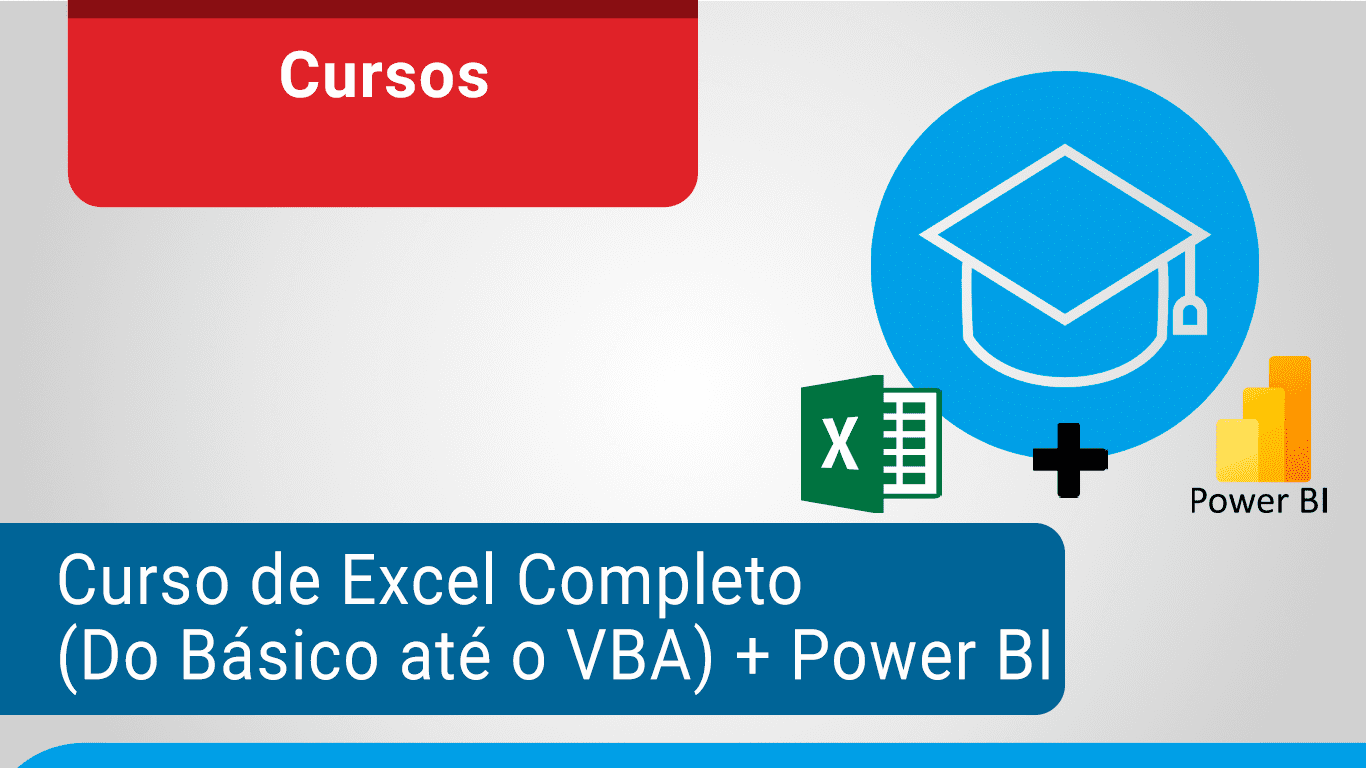 Cursos
X
Power BI
Curso de Excel Completo
(Do Básico até o VBA) + Power BI